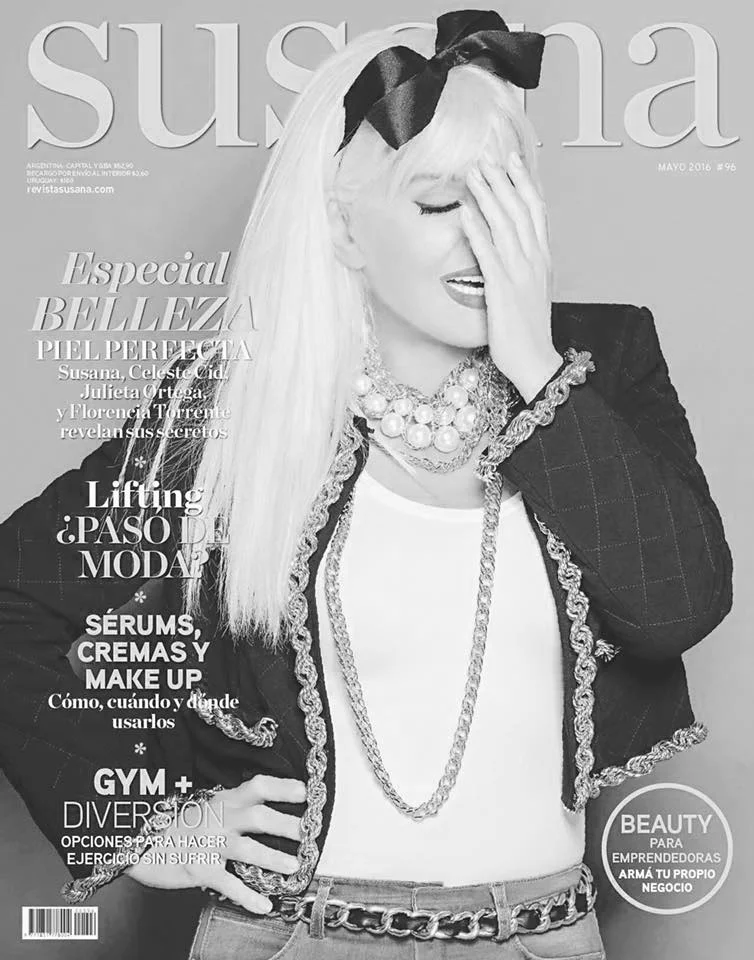 susana
ARGENTINA: CAPITAL Y GBA $52,90
RECARGO POR ENVÍO AL INTERIOR $2,60
URUGUAY: $180
revistasusana.com
MAYO 2016 #96
Especial
BELLEZA
PIEL PERFECTA
Susana, Celeste Cid,
Julieta Ortega,
y Florencia Torrente
revelan sus secretos
*
Lifting
¿PASÓ DE
MODA?
*
SÉRUMS,
CREMAS Y
MAKE UP
Cómo, cuándo y dónde
usarlos
*
GYM +
DIVERSIÓN
OPCIONES PARA HACER
EJERCICIO SIN SUFRIR
BEAUTY
PARA
EMPRENDEDORAS
ARMÁ TU PROPIO
NEGOCIO